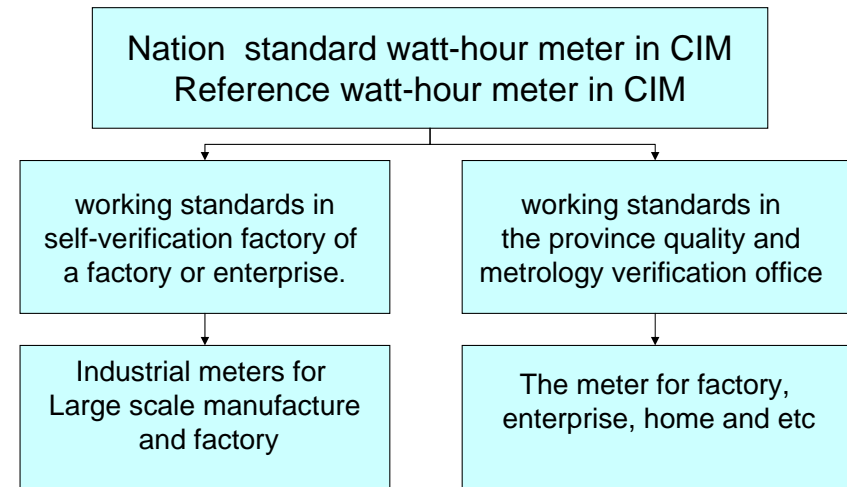 Nation standard watt-hour meter in CIM
Reference watt-hour meter in CIM
working standards in
self-verification factory of
a factory or enterprise.
working standards in
the province quality and
metrology verification office
Industrial meters for
Large scale manufacture
and factory
The meter for factory,
enterprise, home and etc